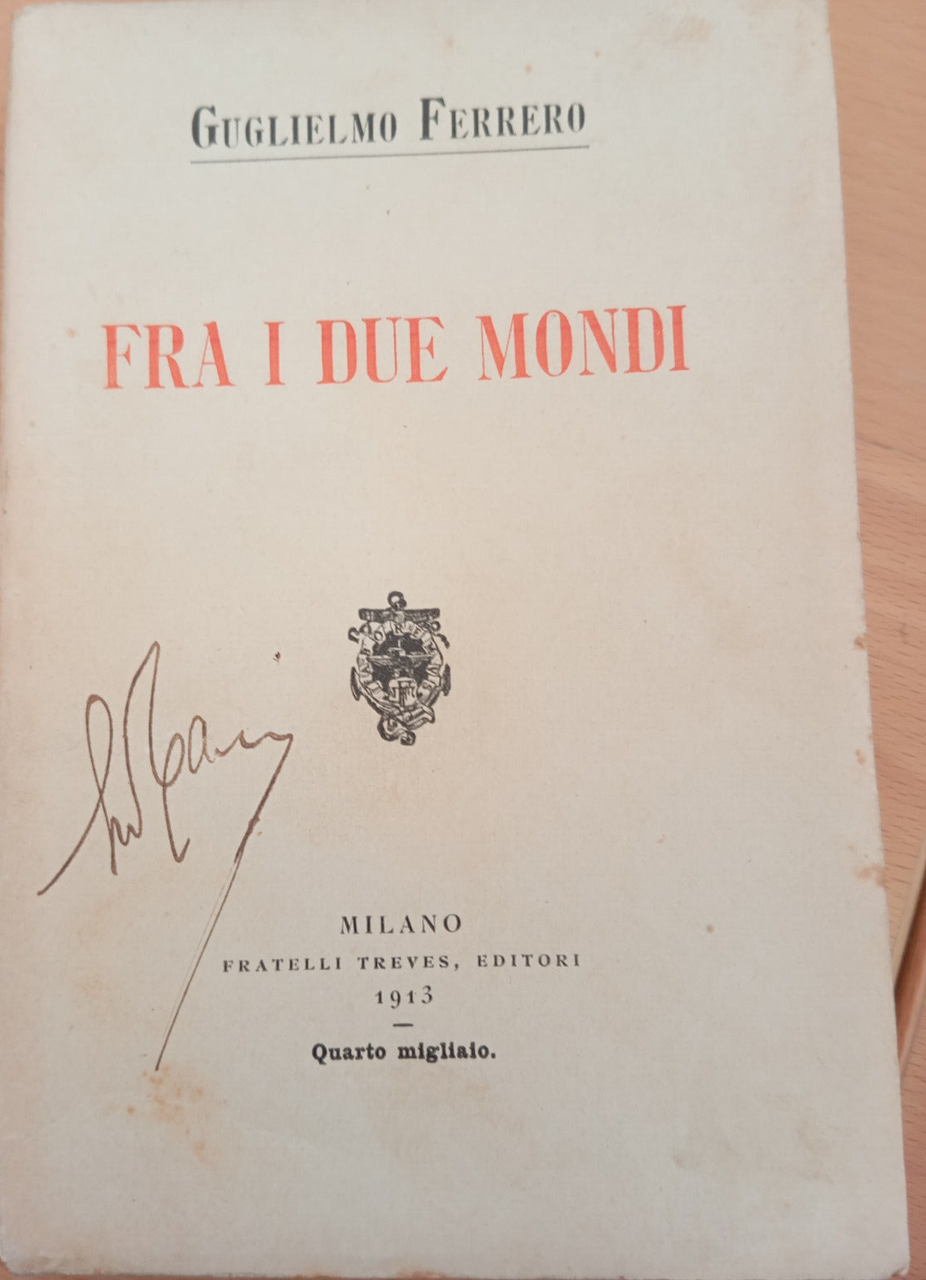 GUGLIELMO FERRERO
FRA I DUE MONDI
MILANO
FRATELLI TREVES, EDITORI
1913
Quarto migliaio.